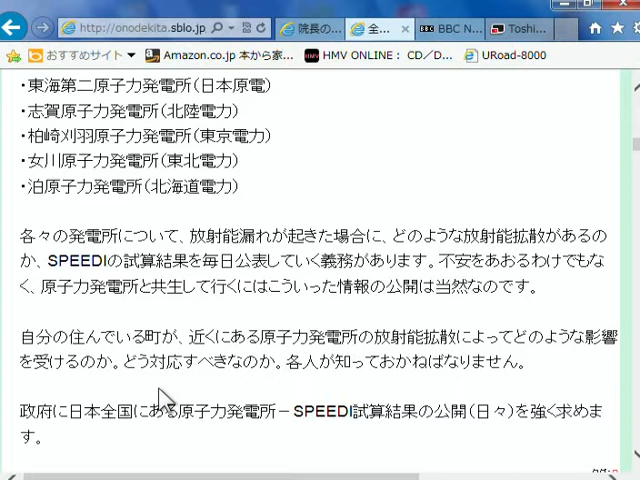 http://onodekita.sblo.jp
院長の...
全...
BBC N...
Toshi...
おすすめサイト
Amazon.co.jp 本から家...
HMV ONLINE： CD／D...
URoad-8000
・東海第二原子力発電所（日本原電）
・志賀原子力発電所（北陸電力）
・柏崎刈羽原子力発電所（東京電力）
・女川原子力発電所（東北電力）
・泊原子力発電所（北海道電力）
各々の発電所について、放射能漏れが起きた場合に、どのような放射能拡散があるの
か、SPEEDIの試算結果を毎日公表していく義務があります。不安をあおるわけでもな
く、原子力発電所と共生して行くにはこういった情報の公開は当然なのです。
自分の住んでいる町が、近くにある原子力発電所の放射能拡散によってどのような影響
を受けるのか。どう対応すべきなのか。各人が知っておかねばなりません。
政府に日本全国にある原子力発電所－SPEEDI試算結果の公開（日々）を強く求めま
す。